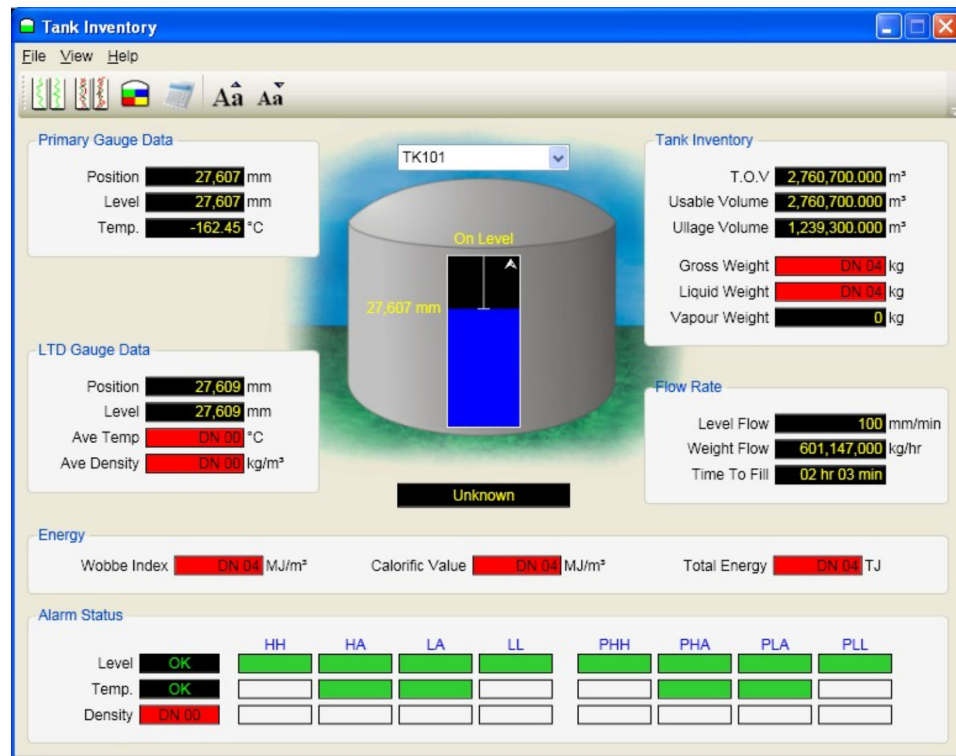 Tank Inventory
File View Help
Aa Aa
Primary Gauge Data
Position 27,607 mm
Level 27,607 mm
Temp. -162.45 °C
TK101
On Level
27,607 mm
Tank Inventory
T.O.V 2,760,700.000 m³
Usable Volume 2,760,700.000 m³
Ullage Volume 1,239,300.000 m³
Gross Weight DN 04 kg
Liquid Weight DN 04 kg
Vapour Weight 0 kg
LTD Gauge Data
Position 27,609 mm
Level 27,609 mm
Ave Temp DN 00 °C
Ave Density DN 00 kg/m³
Unknown
Flow Rate
Level Flow 100 mm/min
Weight Flow 601,147,000 kg/hr
Time To Fill 02 hr 03 min
Energy
Wobbe Index DN 04 MJ/m³ Calorific Value DN 04 MJ/m³ Total Energy DN 04 TJ
Alarm Status
HH HA LA LL PHH PHA PLA PLL
Level OK
Temp. OK
Density DN 00